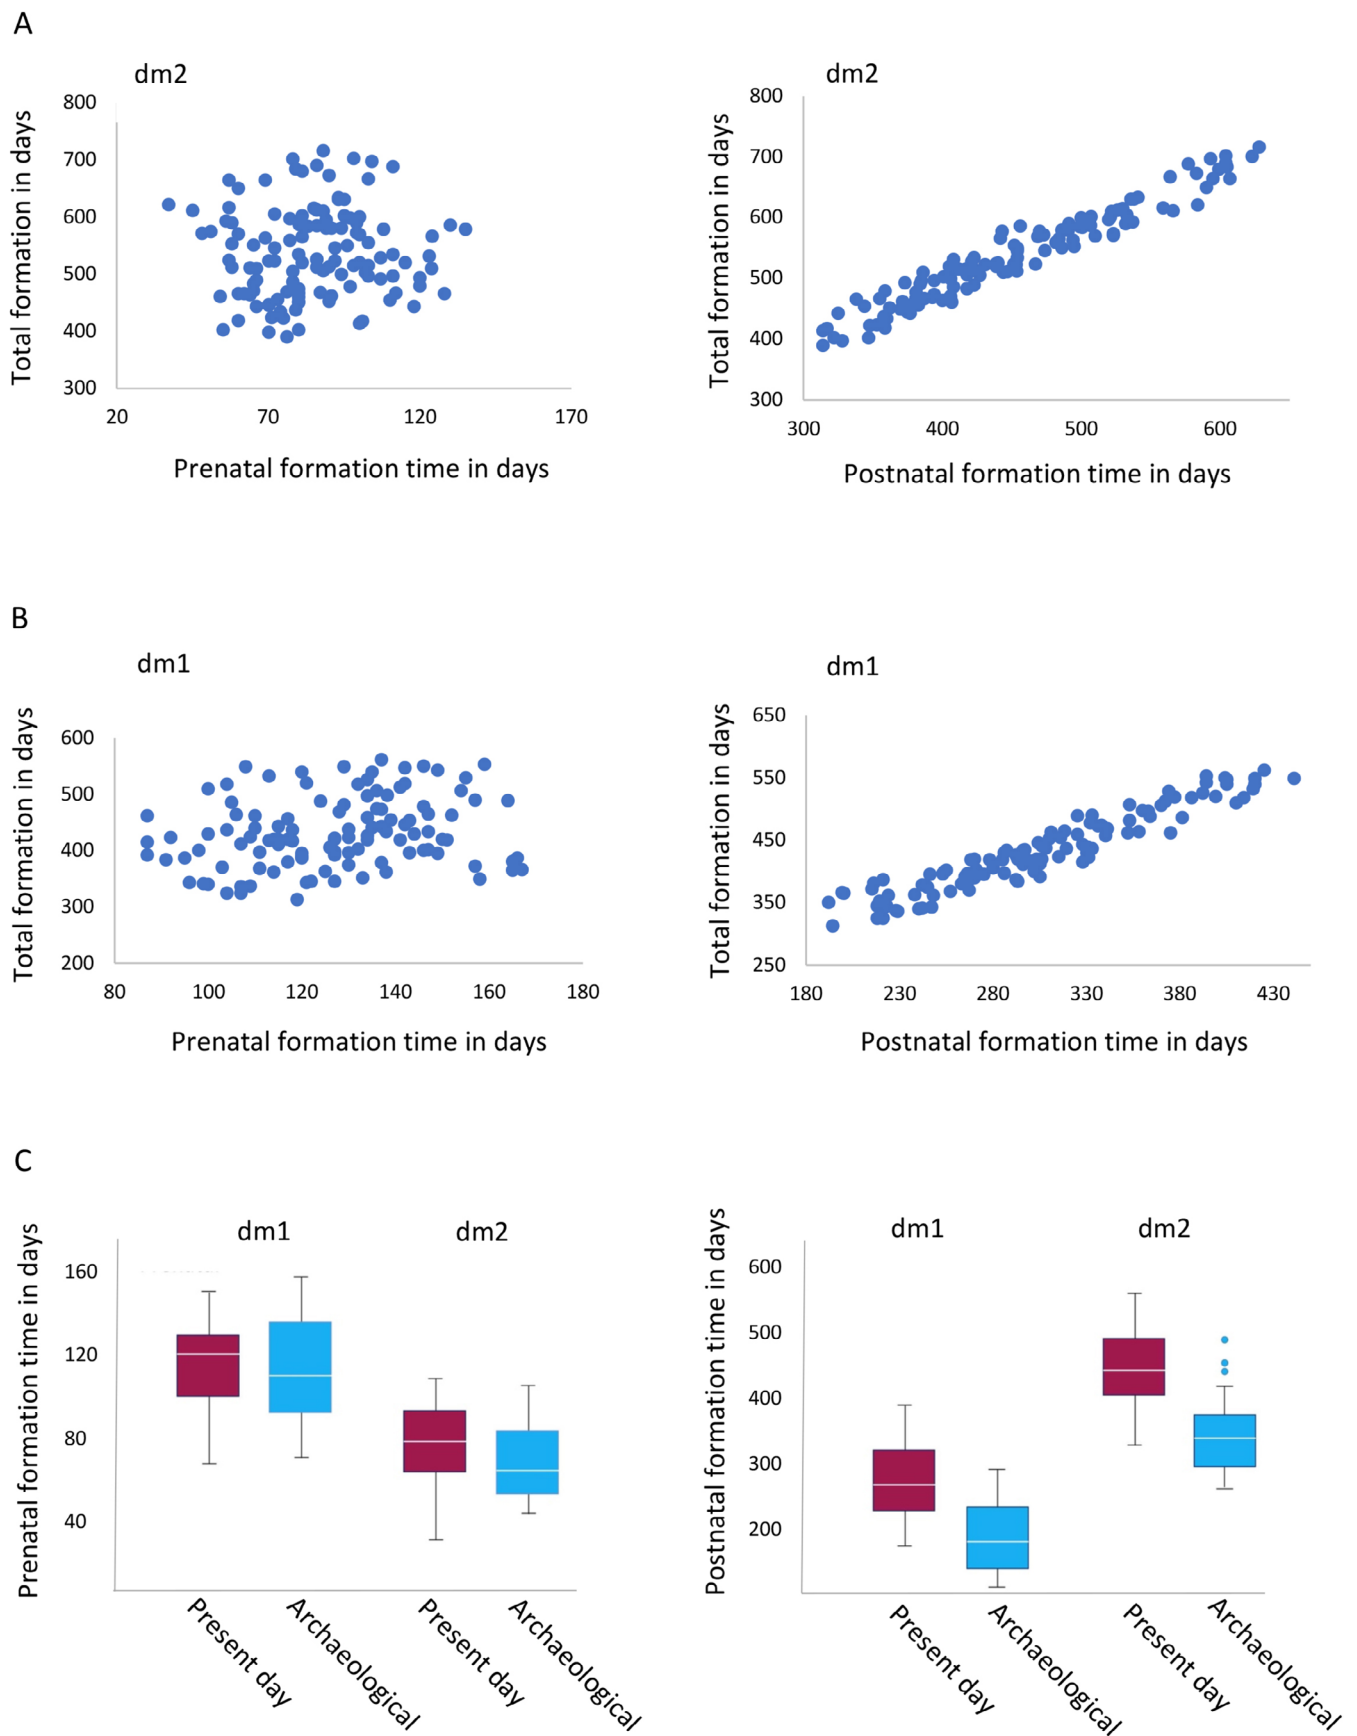 A
dm2
Total formation in days
800
700
600
500
400
300
20 70 120 170
Prenatal formation time in days
dm2
Total formation in days
800
700
600
500
400
300
300 400 500 600
Postnatal formation time in days
B
dm1
Total formation in days
600
500
400
300
200
80 100 120 140 160 180
Prenatal formation time in days
dm1
Total formation in days
650
550
450
350
250
180 230 280 330 380 430
Postnatal formation time in days
C
Prenatal formation time in days
dm1 dm2
160
120
80
40
Present day
Archaeological
Present day
Archaeological
Postnatal formation time in days
dm1 dm2
600
500
400
300
200
Present day
Archaeological
Present day
Archaeological